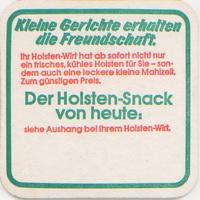 Kleine Gerichte erhalten
die Freundschaft.
Ihr Holsten-Wirt hat ab sofort nicht nur
ein frisches, kühles Holsten für Sie – son-
dern auch eine leckere kleine Mahlzeit.
Zum günstigen Preis.
Der Holsten-Snack
von heute:
siehe Aushang bei Ihrem Holsten-Wirt.